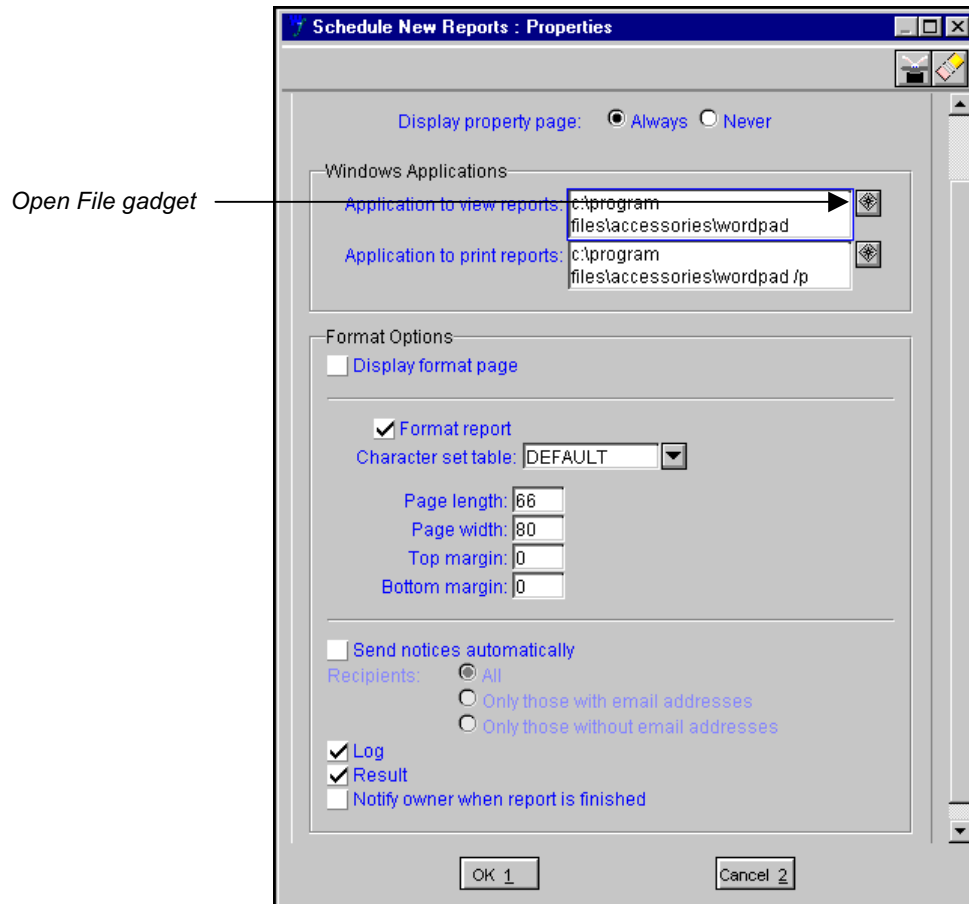 Schedule New Reports : Properties
Display property page: Always Never
Windows Applications
Open File gadget
Application to view reports: c:\program
files\accessories\wordpad
Application to print reports: c:\program
files\accessories\wordpad /p
Format Options
Display format page
Format report
Character set table: DEFAULT
Page length: 66
Page width: 80
Top margin: 0
Bottom margin: 0
Send notices automatically
Recipients: All
Only those with email addresses
Only those without email addresses
Log
Result
Notify owner when report is finished
OK 1 Cancel 2